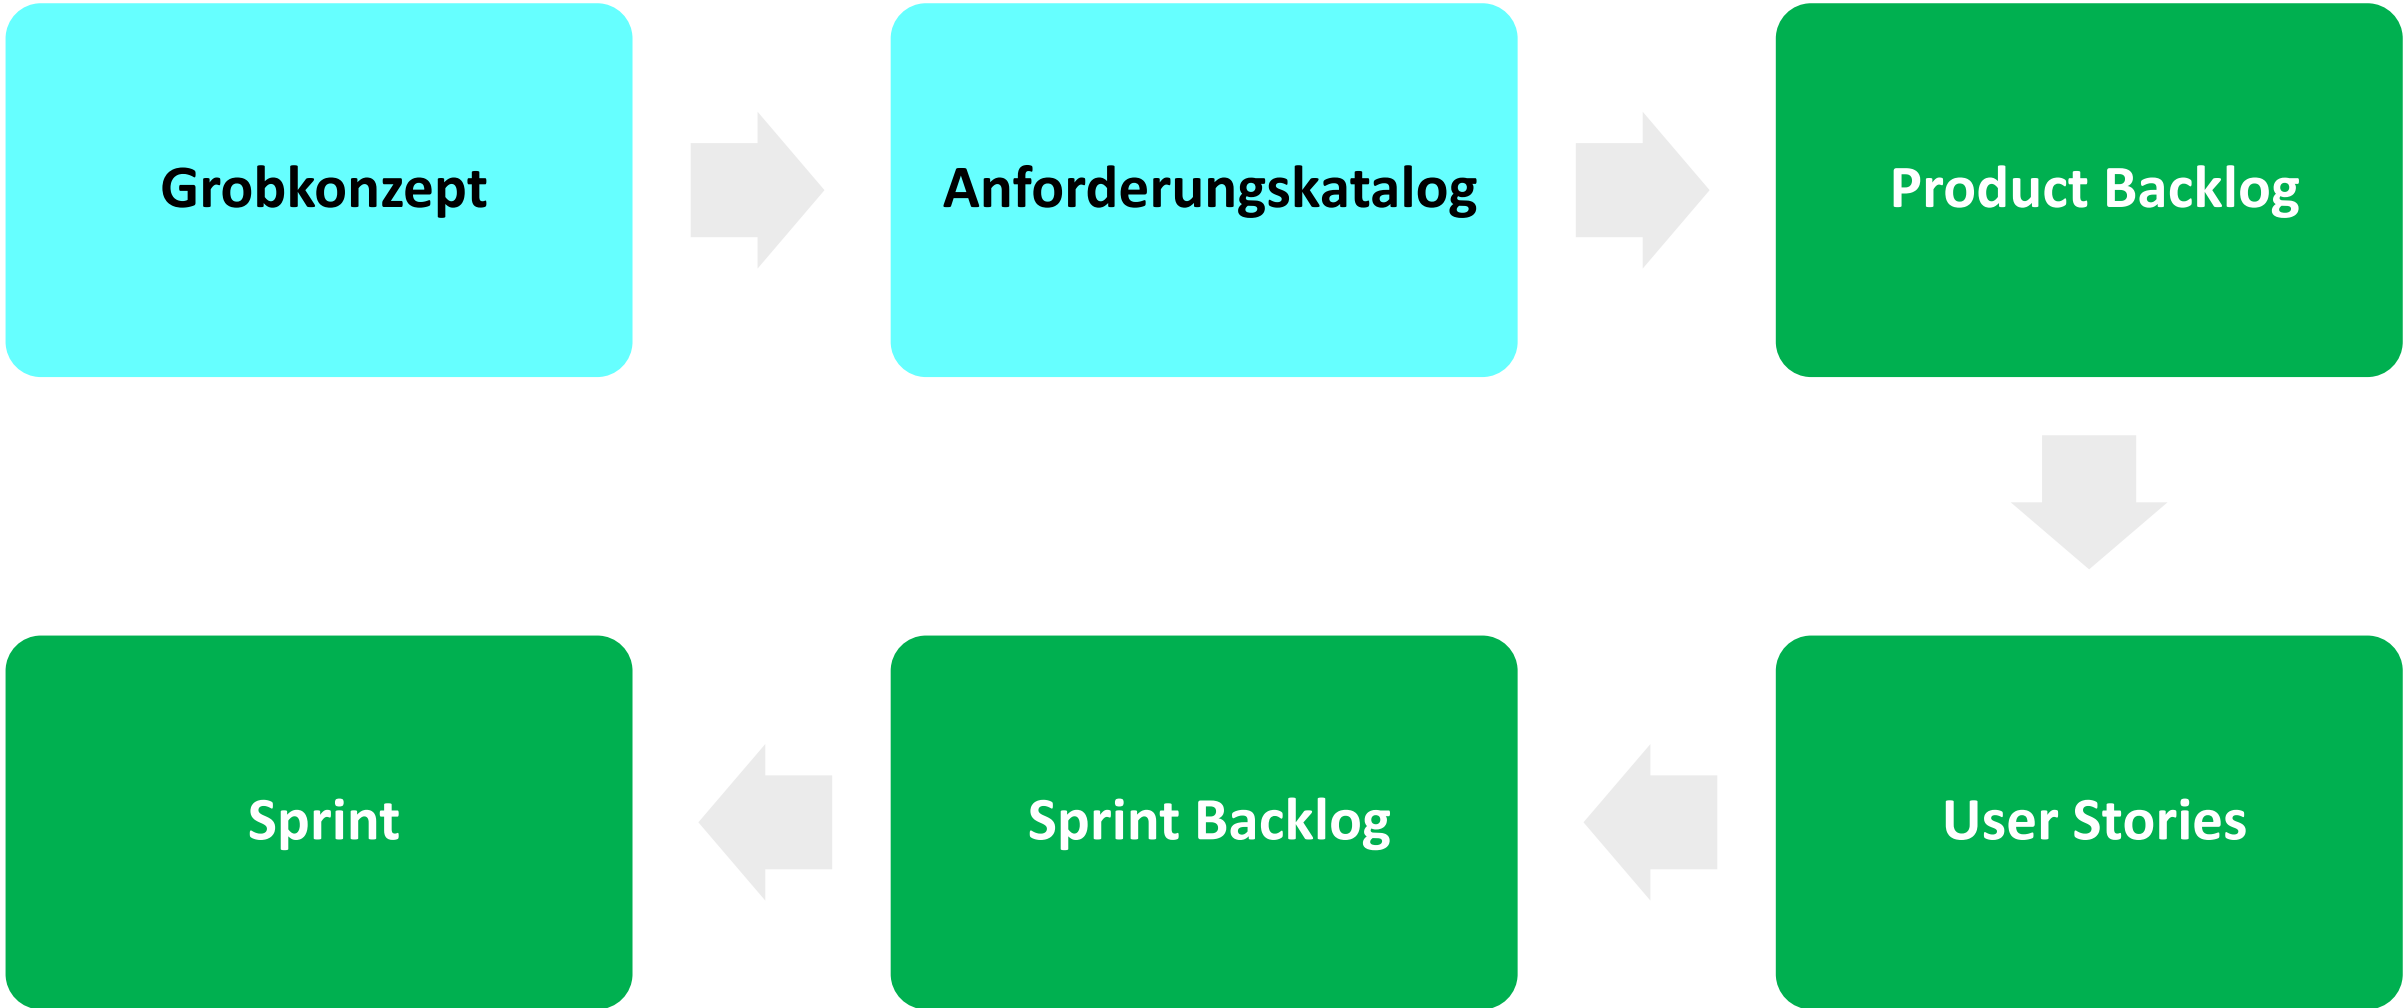 Grobkonzept
Anforderungskatalog
Product Backlog
Sprint
Sprint Backlog
User Stories